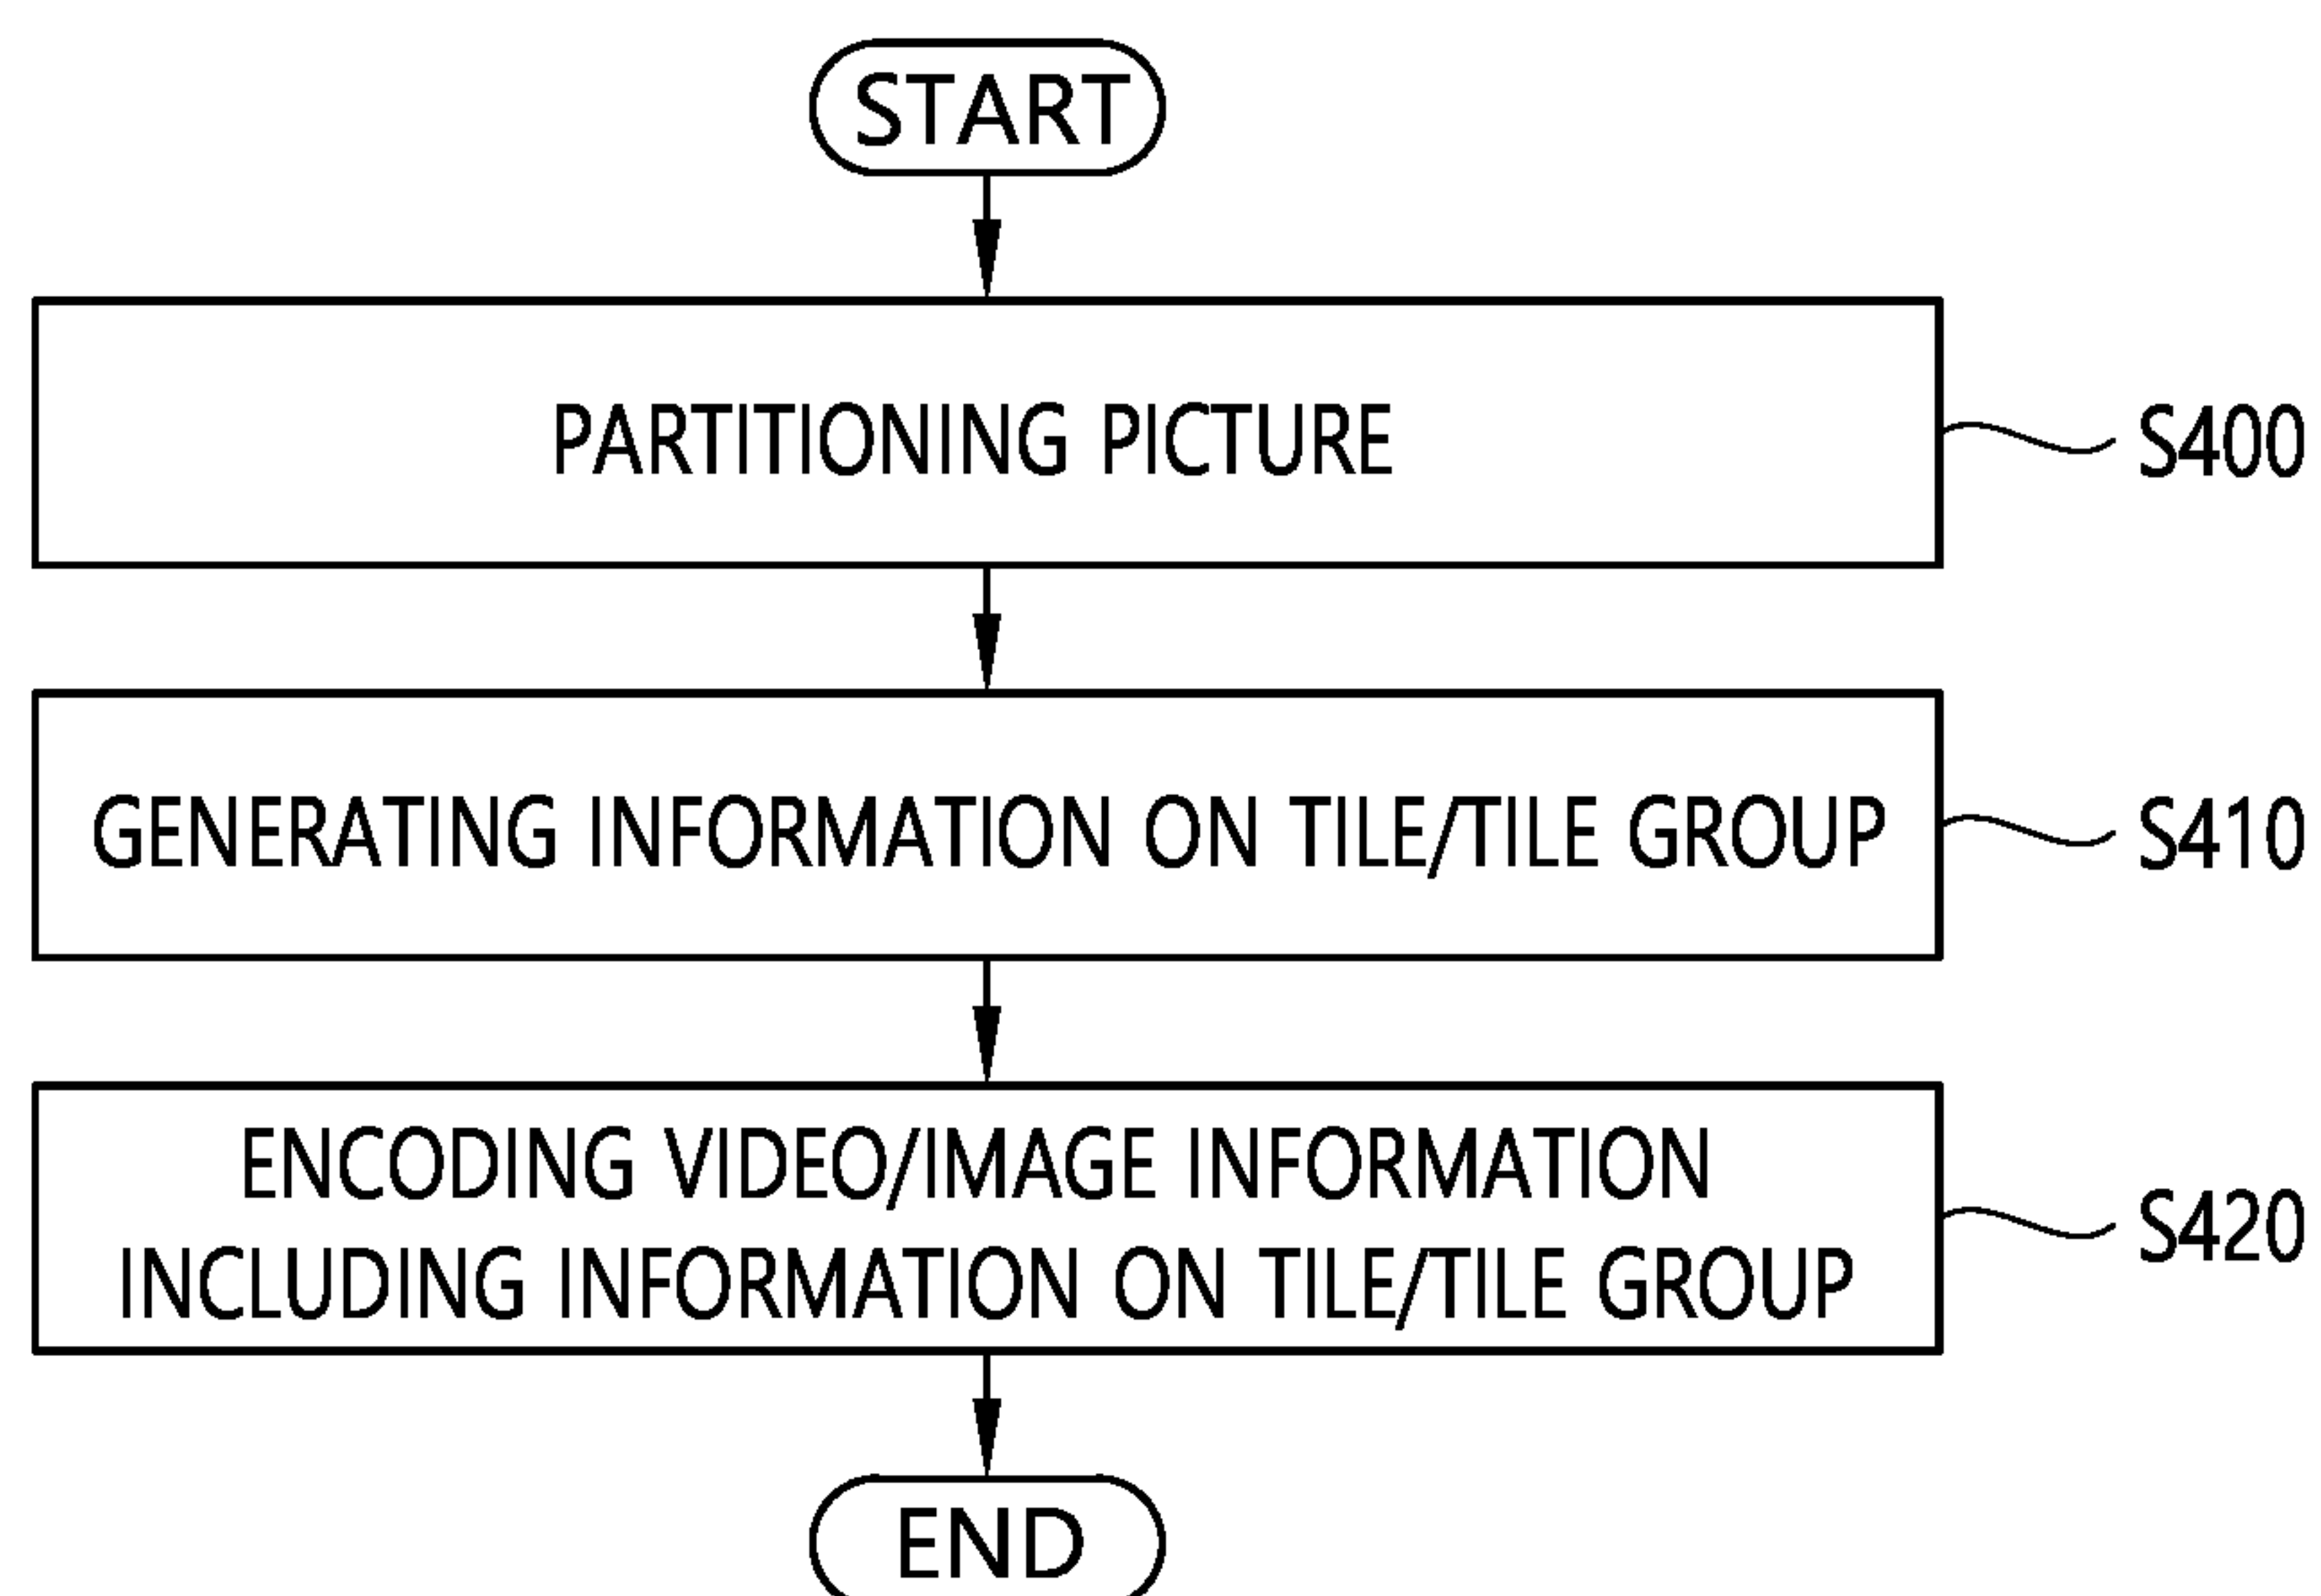 START
PARTITIONING PICTURE
S400
GENERATING INFORMATION ON TILE/TILE GROUP
S410
ENCODING VIDEO/IMAGE INFORMATION
INCLUDING INFORMATION ON TILE/TILE GROUP
S420
END